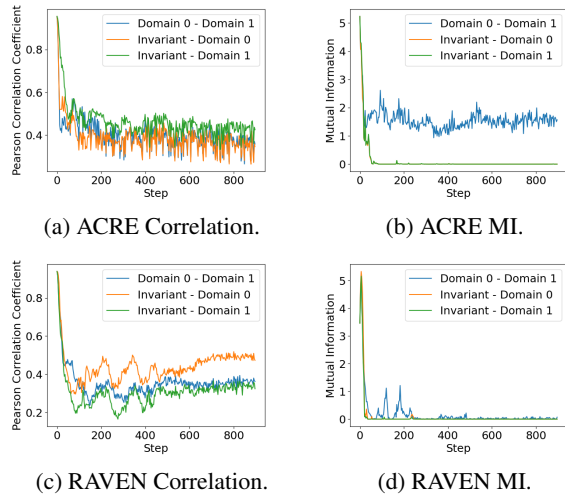 Pearson Correlation Coefficient
0.8
0.6
0.4
Domain 0 - Domain 1
Invariant - Domain 0
Invariant - Domain 1
0 200 400 600 800
Step
(a) ACRE Correlation.
Mutual Information
5
4
3
2
1
0
Domain 0 - Domain 1
Invariant - Domain 0
Invariant - Domain 1
0 200 400 600 800
Step
(b) ACRE MI.
Pearson Correlation Coefficient
0.8
0.6
0.4
0.2
Domain 0 - Domain 1
Invariant - Domain 0
Invariant - Domain 1
0 200 400 600 800
Step
(c) RAVEN Correlation.
Mutual Information
5
4
3
2
1
0
Domain 0 - Domain 1
Invariant - Domain 0
Invariant - Domain 1
0 200 400 600 800
Step
(d) RAVEN MI.